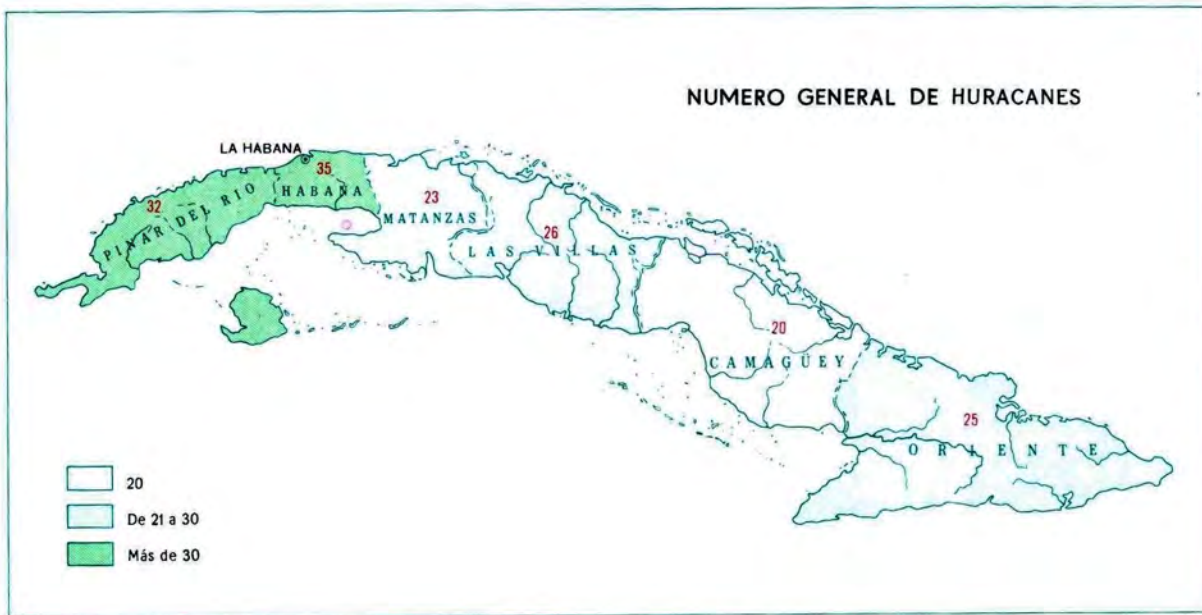 NUMERO GENERAL DE HURACANES
LA HABANA
35
HABANA
32
PINAR DEL RIO
23
MATANZAS
26
LAS VILLAS
20
CAMAGÜEY
25
ORIENTE
20
De 21 a 30
Más de 30